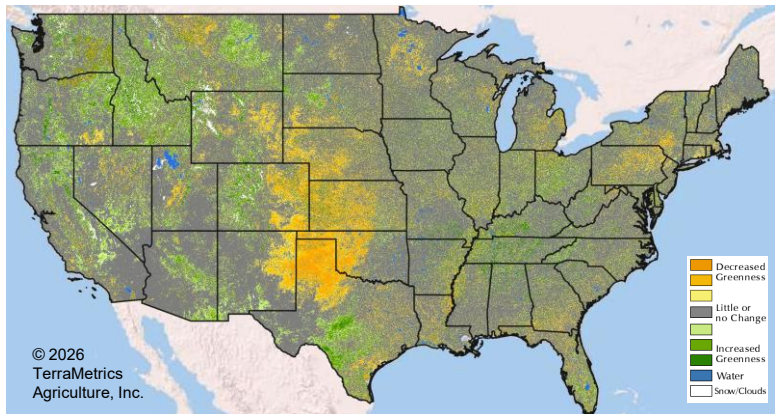 Decreased
Greenness
Little or
no Change
Increased
Greenness
Water
Snow/Clouds
© 2026
TerraMetrics
Agriculture, Inc.